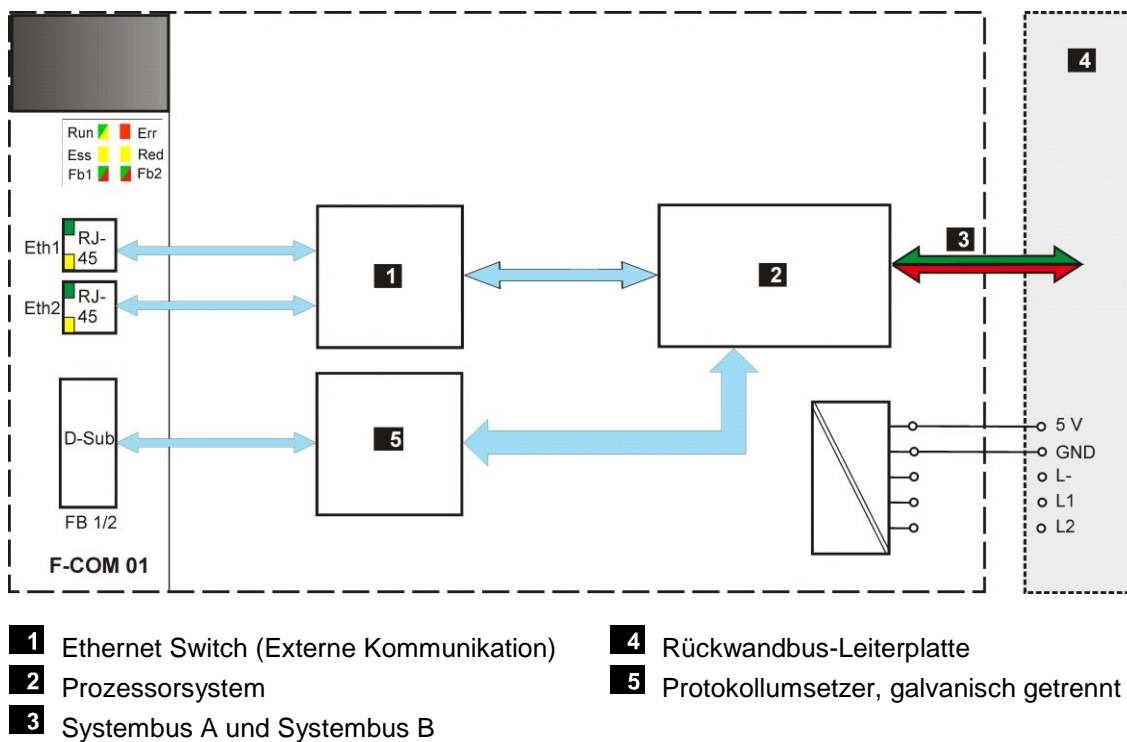 Run Err
Ess Red
Fb1 Fb2
Eth1
RJ-
45
Eth2
RJ-
45
D-Sub
FB 1/2
F-COM 01
1
2
3
4
5
5 V
GND
L-
L1
L2
1 Ethernet Switch (Externe Kommunikation)
2 Prozessorsystem
3 Systembus A und Systembus B
4 Rückwandbus-Leiterplatte
5 Protokollumsetzer, galvanisch getrennt